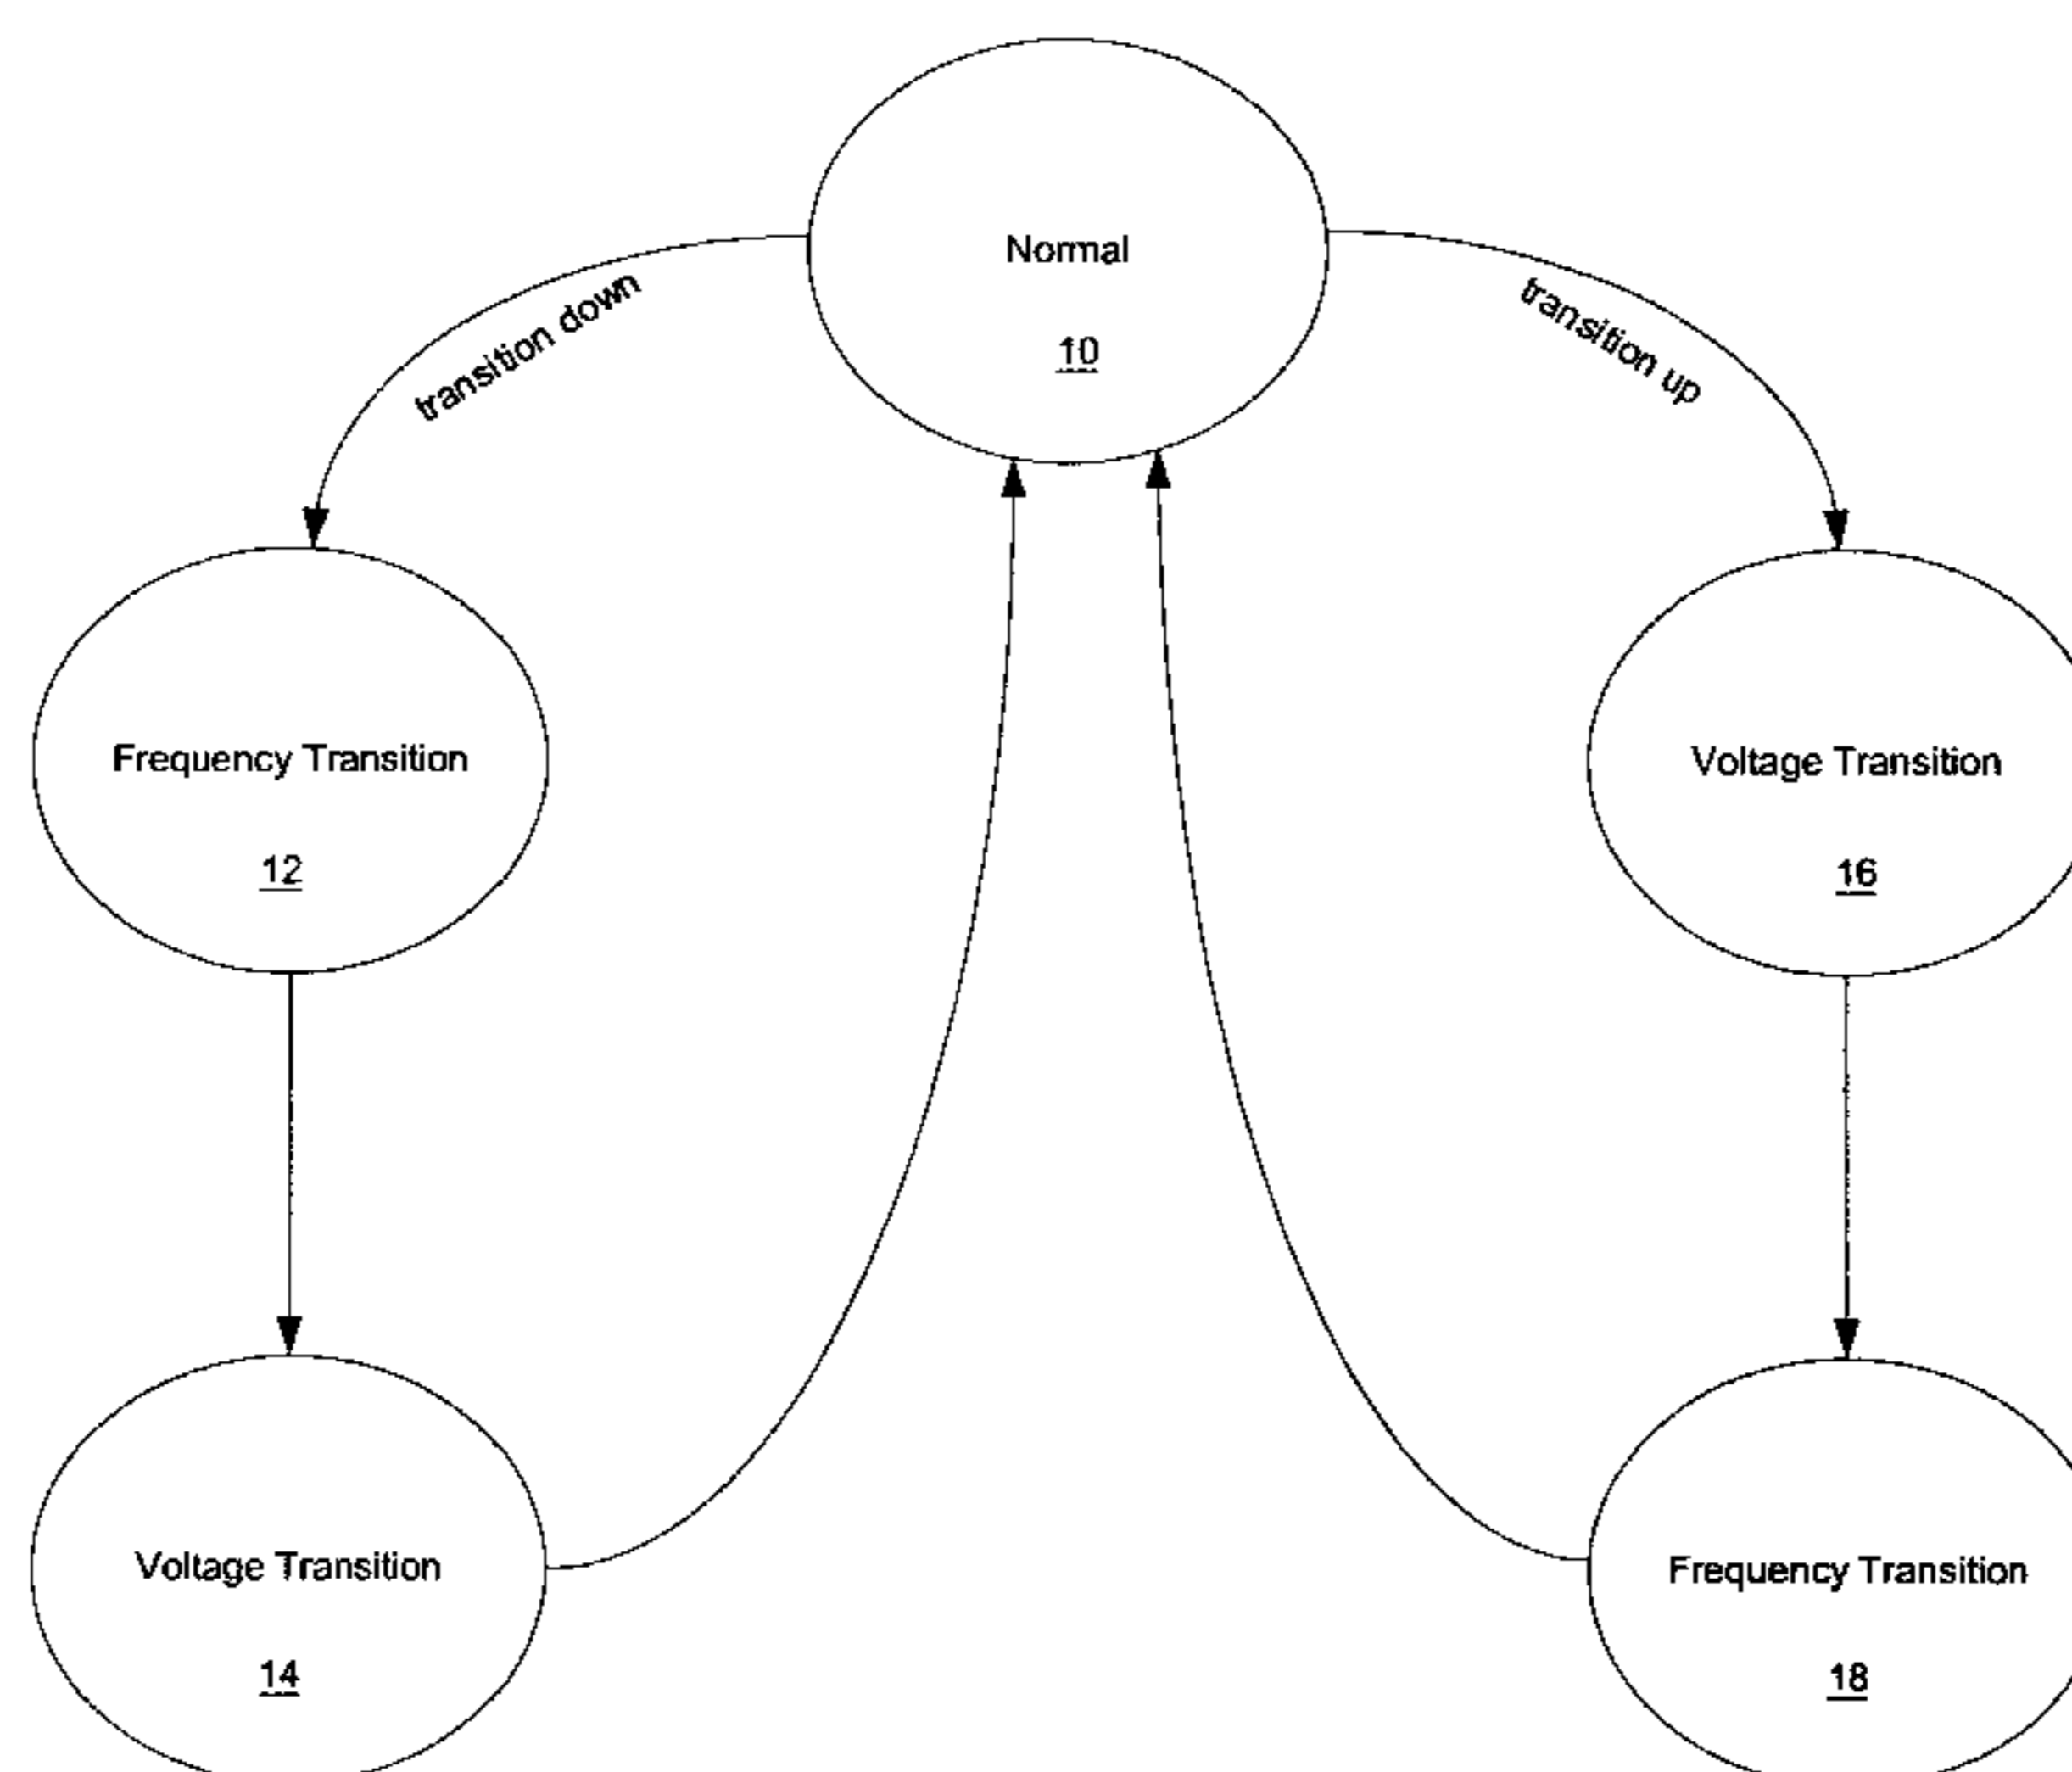 Normal
10
transition down
transition up
Frequency Transition
12
Voltage Transition
16
Voltage Transition
14
Frequency Transition
18